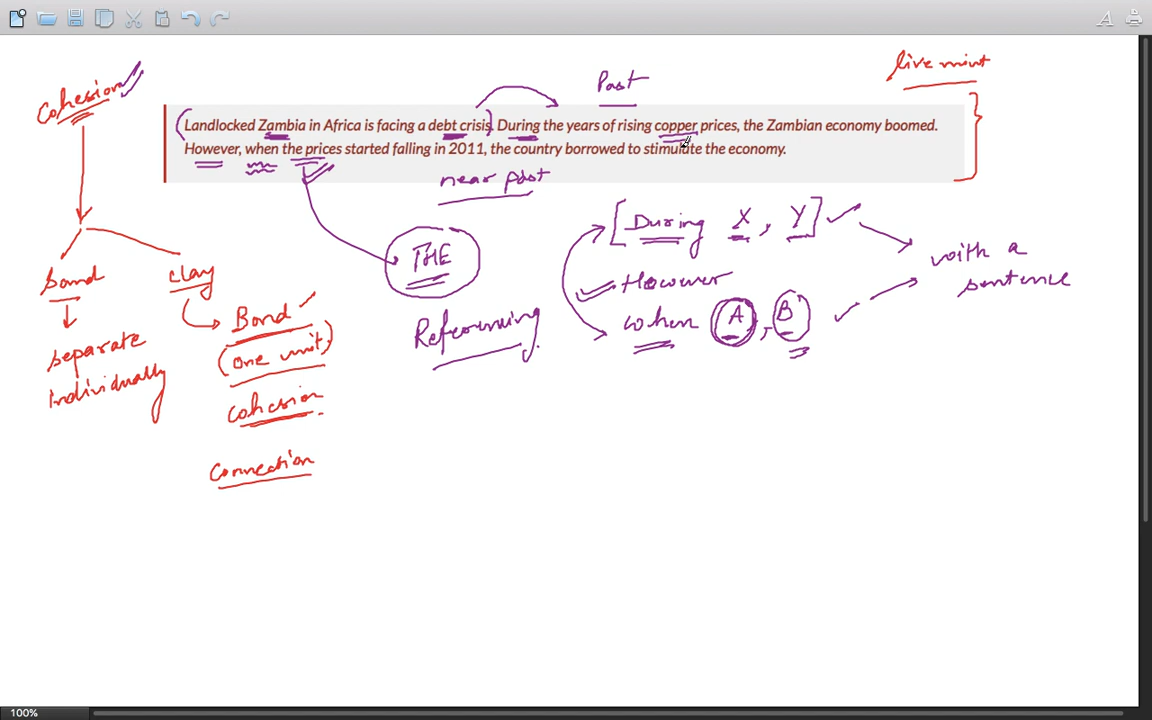 live mint
Cohesion
Past
Landlocked Zambia in Africa is facing a debt crisis. During the years of rising copper prices, the Zambian economy boomed.
However, when the prices started falling in 2011, the country borrowed to stimulate the economy.
near past
[During X, Y]
THE
However
when A, B
with a
sentence
Referencing
sand
clay
separate
individually
Bond
(one unit)
cohesion
connection
A
100%